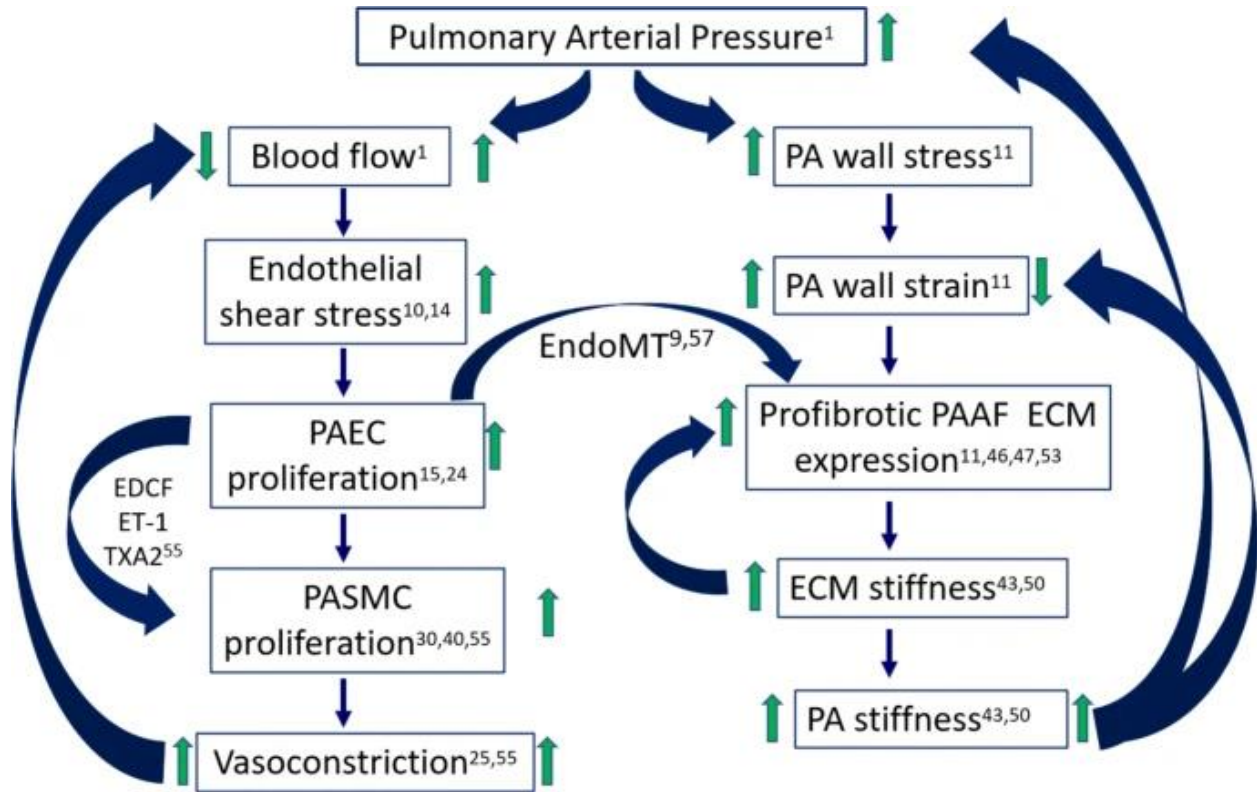 Pulmonary Arterial Pressure¹
Blood flow¹
PA wall stress¹¹
Endothelial
shear stress¹⁰,¹⁴
PA wall strain¹¹
EndoMT⁹,⁵⁷
PAEC
proliferation¹⁵,²⁴
Profibrotic PAAF ECM
expression¹¹,⁴⁶,⁴⁷,⁵³
EDCF
ET-1
TXA2⁵⁵
PASMC
proliferation³⁰,⁴⁰,⁵⁵
ECM stiffness⁴³,⁵⁰
PA stiffness⁴³,⁵⁰
Vasoconstriction²⁵,⁵⁵